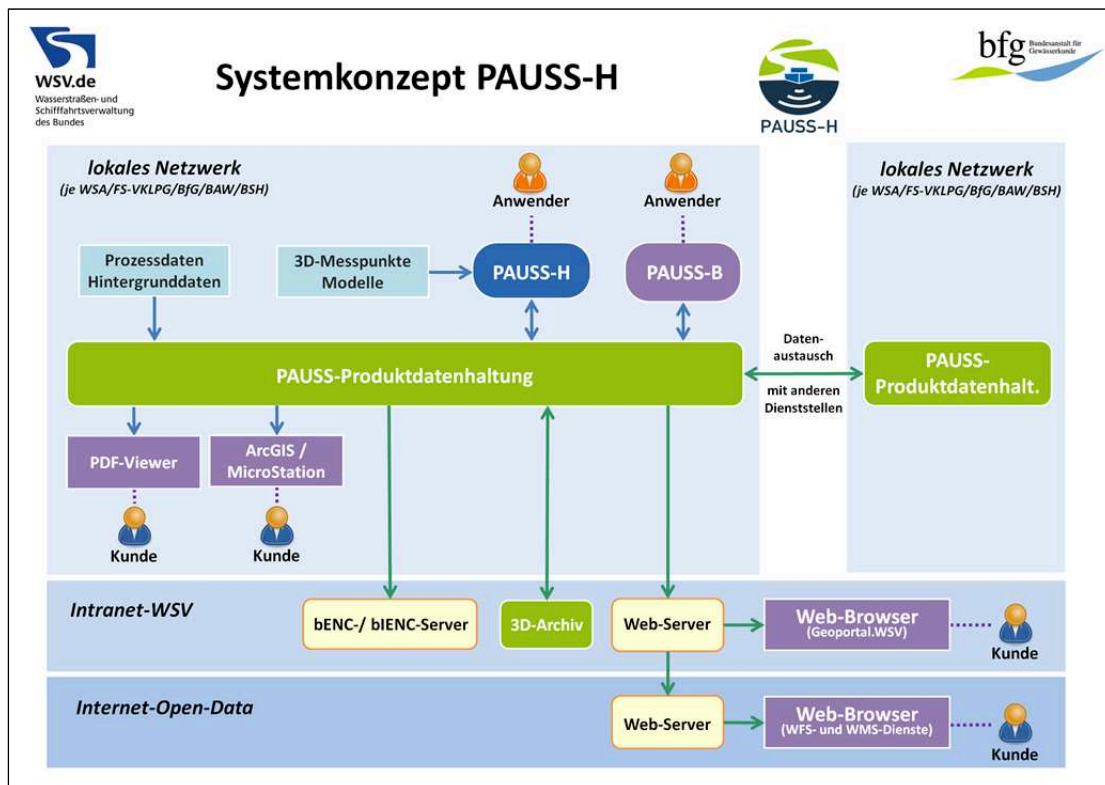 WSV.de
Wasserstraßen- und
Schifffahrtsverwaltung
des Bundes
Systemkonzept PAUSS-H
PAUSS-H
bfg
Bundesanstalt für
Gewässerkunde
lokales Netzwerk
(je WSA/FS-VKLPG/BfG/BAW/BSH)
Anwender
Anwender
lokales Netzwerk
(je WSA/FS-VKLPG/BfG/BAW/BSH)
Prozessdaten
Hintergrunddaten
3D-Messpunkte
Modelle
PAUSS-H
PAUSS-B
PAUSS-Produktdatenhaltung
Daten-
austausch
mit anderen
Dienststellen
PAUSS-
Produktdatenhalt.
PDF-Viewer
ArcGIS /
MicroStation
Kunde
Kunde
Intranet-WSV
bENC-/ bIENC-Server
3D-Archiv
Web-Server
Web-Browser
(Geoportal.WSV)
Kunde
Internet-Open-Data
Web-Server
Web-Browser
(WFS- und WMS-Dienste)
Kunde